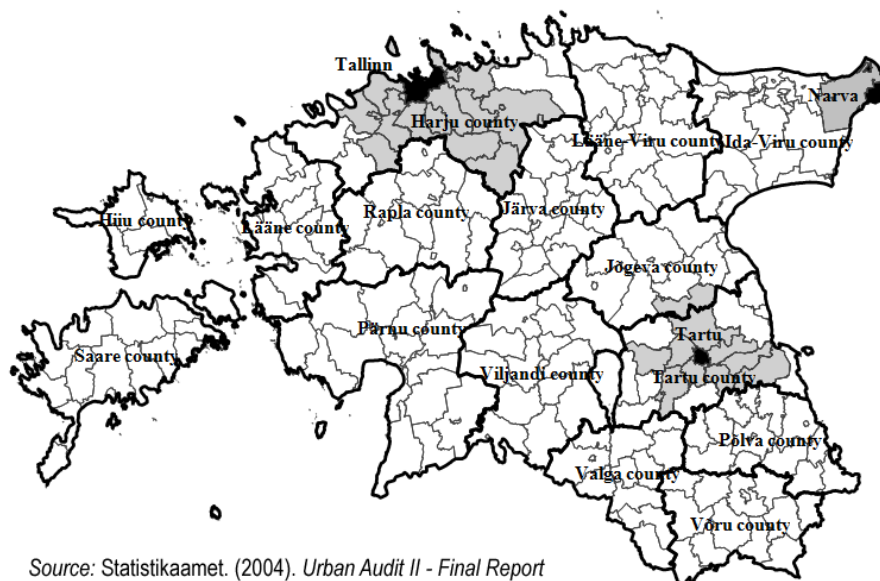 Tallinn
Narva
Harju county
Lääne-Viru county
Ida-Viru county
Hiiu county
Lääne county
Rapla county
Järva county
Jõgeva county
Pärnu county
Tartu
Saare county
Viljandi county
Tartu county
Põlva county
Valga county
Võru county
Source: Statistikaamet. (2004). Urban Audit II - Final Report